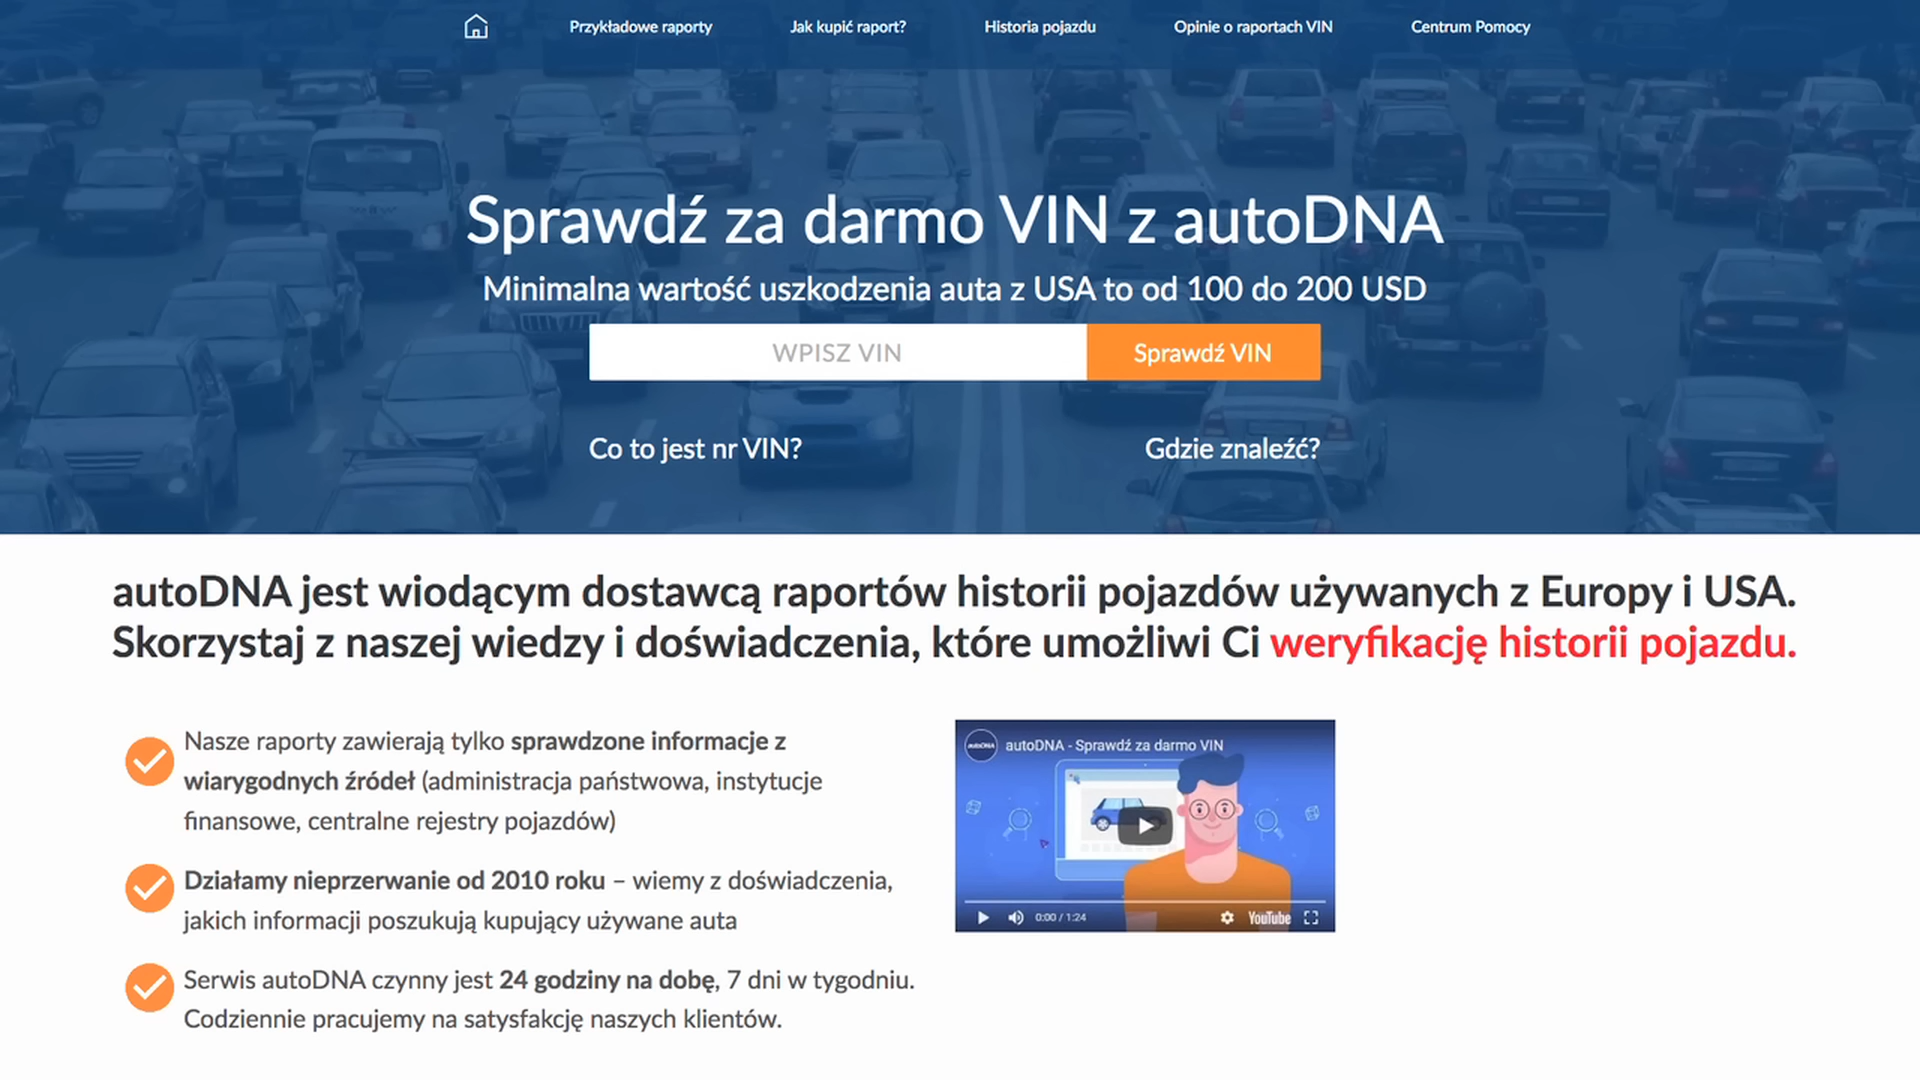 Przykładowe raporty
Jak kupić raport?
Historia pojazdu
Opinie o raportach VIN
Centrum Pomocy
Sprawdź za darmo VIN z autoDNA
Minimalna wartość uszkodzenia auta z USA to od 100 do 200 USD
WPISZ VIN
Sprawdź VIN
Co to jest nr VIN?
Gdzie znaleźć?
autoDNA jest wiodącym dostawcą raportów historii pojazdów używanych z Europy i USA.
Skorzystaj z naszej wiedzy i doświadczenia, które umożliwi Ci weryfikację historii pojazdu.
Nasze raporty zawierają tylko sprawdzone informacje z
wiarygodnych źródeł (administracja państwowa, instytucje
finansowe, centralne rejestry pojazdów)
Działamy nieprzerwanie od 2010 roku – wiemy z doświadczenia,
jakich informacji poszukują kupujący używane auta
Serwis autoDNA czynny jest 24 godziny na dobę, 7 dni w tygodniu.
Codziennie pracujemy na satysfakcję naszych klientów.
autoDNA
autoDNA - Sprawdź za darmo VIN
0:00 / 1:24
YouTube